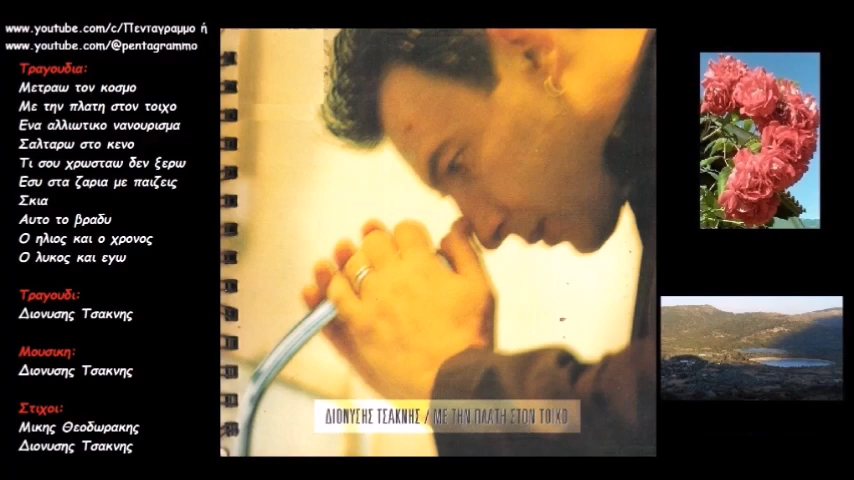 www.youtube.com/c/Πενταγραμμο ή
www.youtube.com/@pentagrammo
Τραγουδια:
Μετραω τον κοσμο
Με την πλατη στον τοιχο
Ενα αλλιωτικο νανουρισμα
Σαλταρω στο κενο
Τι σου χρωσταω δεν ξερω
Εσυ στα ζαρια με παιζεις
Σκια
Αυτο το βραδυ
Ο ηλιος και ο χρονος
Ο λυκος και εγω
Τραγουδι:
Διονυσης Τσακνης
Μουσικη:
Διονυσης Τσακνης
Στιχοι:
Μικης Θεοδωρακης
Διονυσης Τσακνης
ΔΙΟΝΥΣΗΣ ΤΣΑΚΝΗΣ / ΜΕ ΤΗΝ ΠΛΑΤΗ ΣΤΟΝ ΤΟΙΧΟ